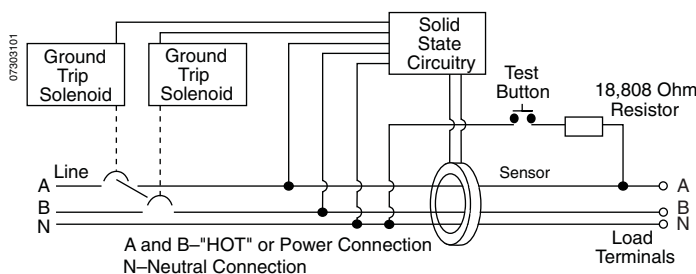 07303101
Ground
Trip
Solenoid
Ground
Trip
Solenoid
Solid
State
Circuitry
Test
Button
18,808 Ohm
Resistor
Line
Sensor
A
A
B
B
N
N
Load
Terminals
A and B–"HOT" or Power Connection
N–Neutral Connection